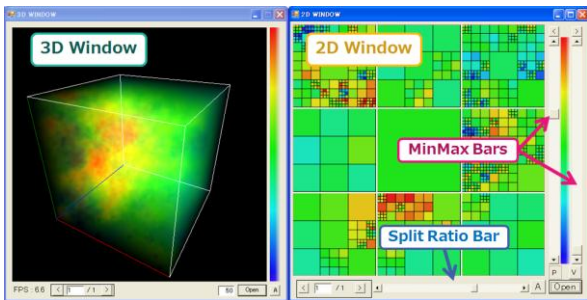 3D WINDOW
3D Window
FPS : 6.6
<
/ 1
>
50
Open
A
2D WINDOW
2D Window
MinMax Bars
Split Ratio Bar
<
/ 1
>
A
P
V
Open